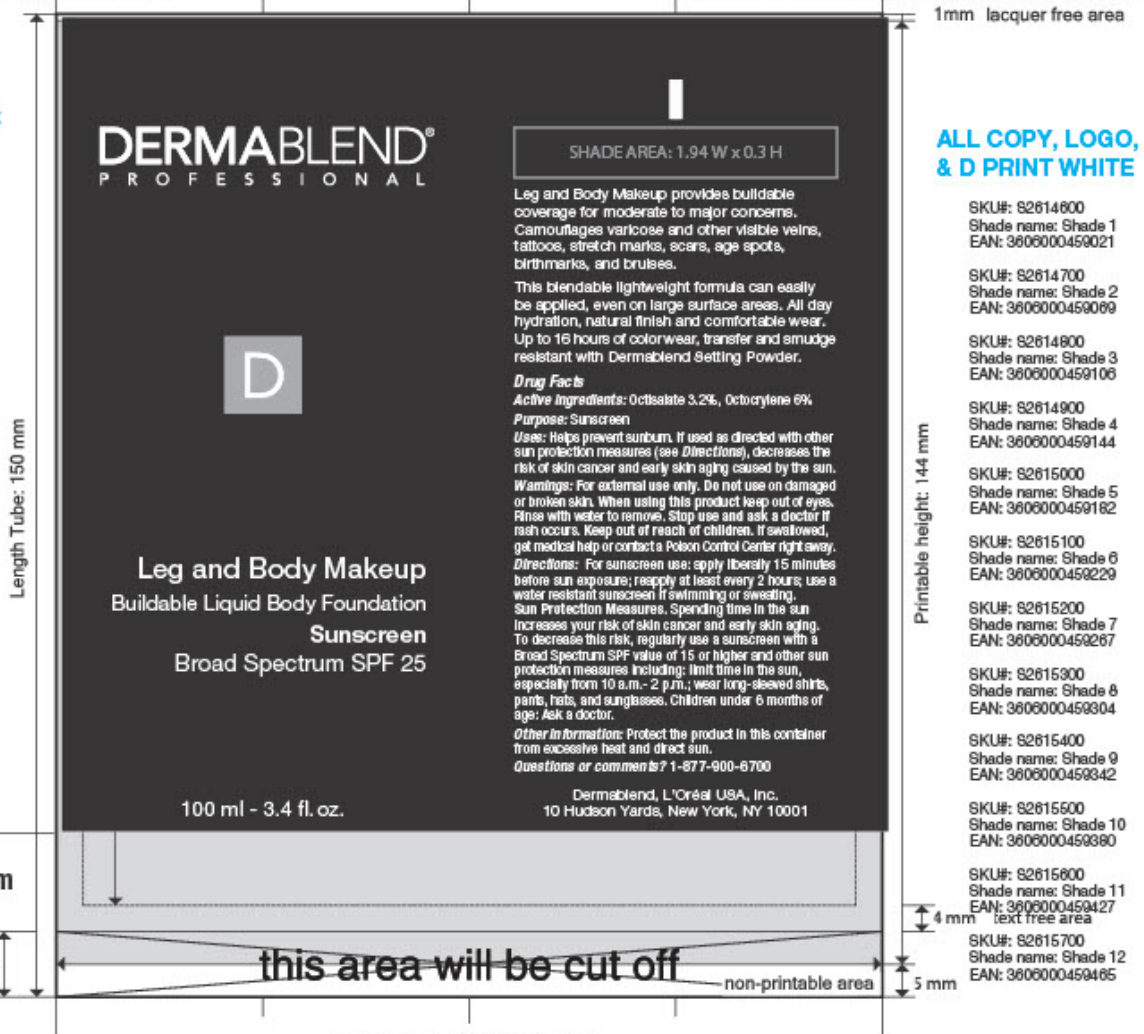 1mm lacquer free area
DERMABLEND®
PROFESSIONAL
D
Leg and Body Makeup
Buildable Liquid Body Foundation
Sunscreen
Broad Spectrum SPF 25
100 ml - 3.4 fl. oz.
SHADE AREA: 1.94 W x 0.3 H
Leg and Body Makeup provides buildable
coverage for moderate to major concerns.
Camouflages varicose and other visible veins,
tattoos, stretch marks, scars, age spots,
birthmarks, and bruises.
This blendable lightweight formula can easily
be applied, even on large surface areas. All day
hydration, natural finish and comfortable wear.
Up to 16 hours of colorwear, transfer and smudge
resistant with Dermablend Setting Powder.
Drug Facts
Active Ingredients: Octisalate 3.2%, Octocrylene 6%
Purpose: Sunscreen
Uses: Helps prevent sunburn. If used as directed with other
sun protection measures (see Directions), decreases the
risk of skin cancer and early skin aging caused by the sun.
Warnings: For external use only. Do not use on damaged
or broken skin. When using this product keep out of eyes.
Rinse with water to remove. Stop use and ask a doctor if
rash occurs. Keep out of reach of children. If swallowed,
get medical help or contact a Poison Control Center right away.
Directions: For sunscreen use: apply liberally 15 minutes
before sun exposure; reapply at least every 2 hours; use a
water resistant sunscreen if swimming or sweating.
Sun Protection Measures. Spending time in the sun
increases your risk of skin cancer and early skin aging.
To decrease this risk, regularly use a sunscreen with a
Broad Spectrum SPF value of 15 or higher and other sun
protection measures including: limit time in the sun,
especially from 10 a.m.- 2 p.m.; wear long-sleeved shirts,
pants, hats, and sunglasses. Children under 6 months of
age: Ask a doctor.
Other information: Protect the product in this container
from excessive heat and direct sun.
Questions or comments? 1-877-900-6700
Dermablend, L'Oréal USA, Inc.
10 Hudson Yards, New York, NY 10001
Length Tube: 150 mm
Printable height: 144 mm
ALL COPY, LOGO,
& D PRINT WHITE
SKU#: S2614600
Shade name: Shade 1
EAN: 3606000459021
SKU#: S2614700
Shade name: Shade 2
EAN: 3606000459069
SKU#: S2614800
Shade name: Shade 3
EAN: 3606000459106
SKU#: S2614900
Shade name: Shade 4
EAN: 3606000459144
SKU#: S2615000
Shade name: Shade 5
EAN: 3606000459182
SKU#: S2615100
Shade name: Shade 6
EAN: 3606000459229
SKU#: S2615200
Shade name: Shade 7
EAN: 3606000459267
SKU#: S2615300
Shade name: Shade 8
EAN: 3606000459304
SKU#: S2615400
Shade name: Shade 9
EAN: 3606000459342
SKU#: S2615500
Shade name: Shade 10
EAN: 3606000459380
SKU#: S2615600
Shade name: Shade 11
EAN: 3606000459427
4 mm text free area
SKU#: S2615700
Shade name: Shade 12
EAN: 3606000459465
m
this area will be cut off
non-printable area
5 mm